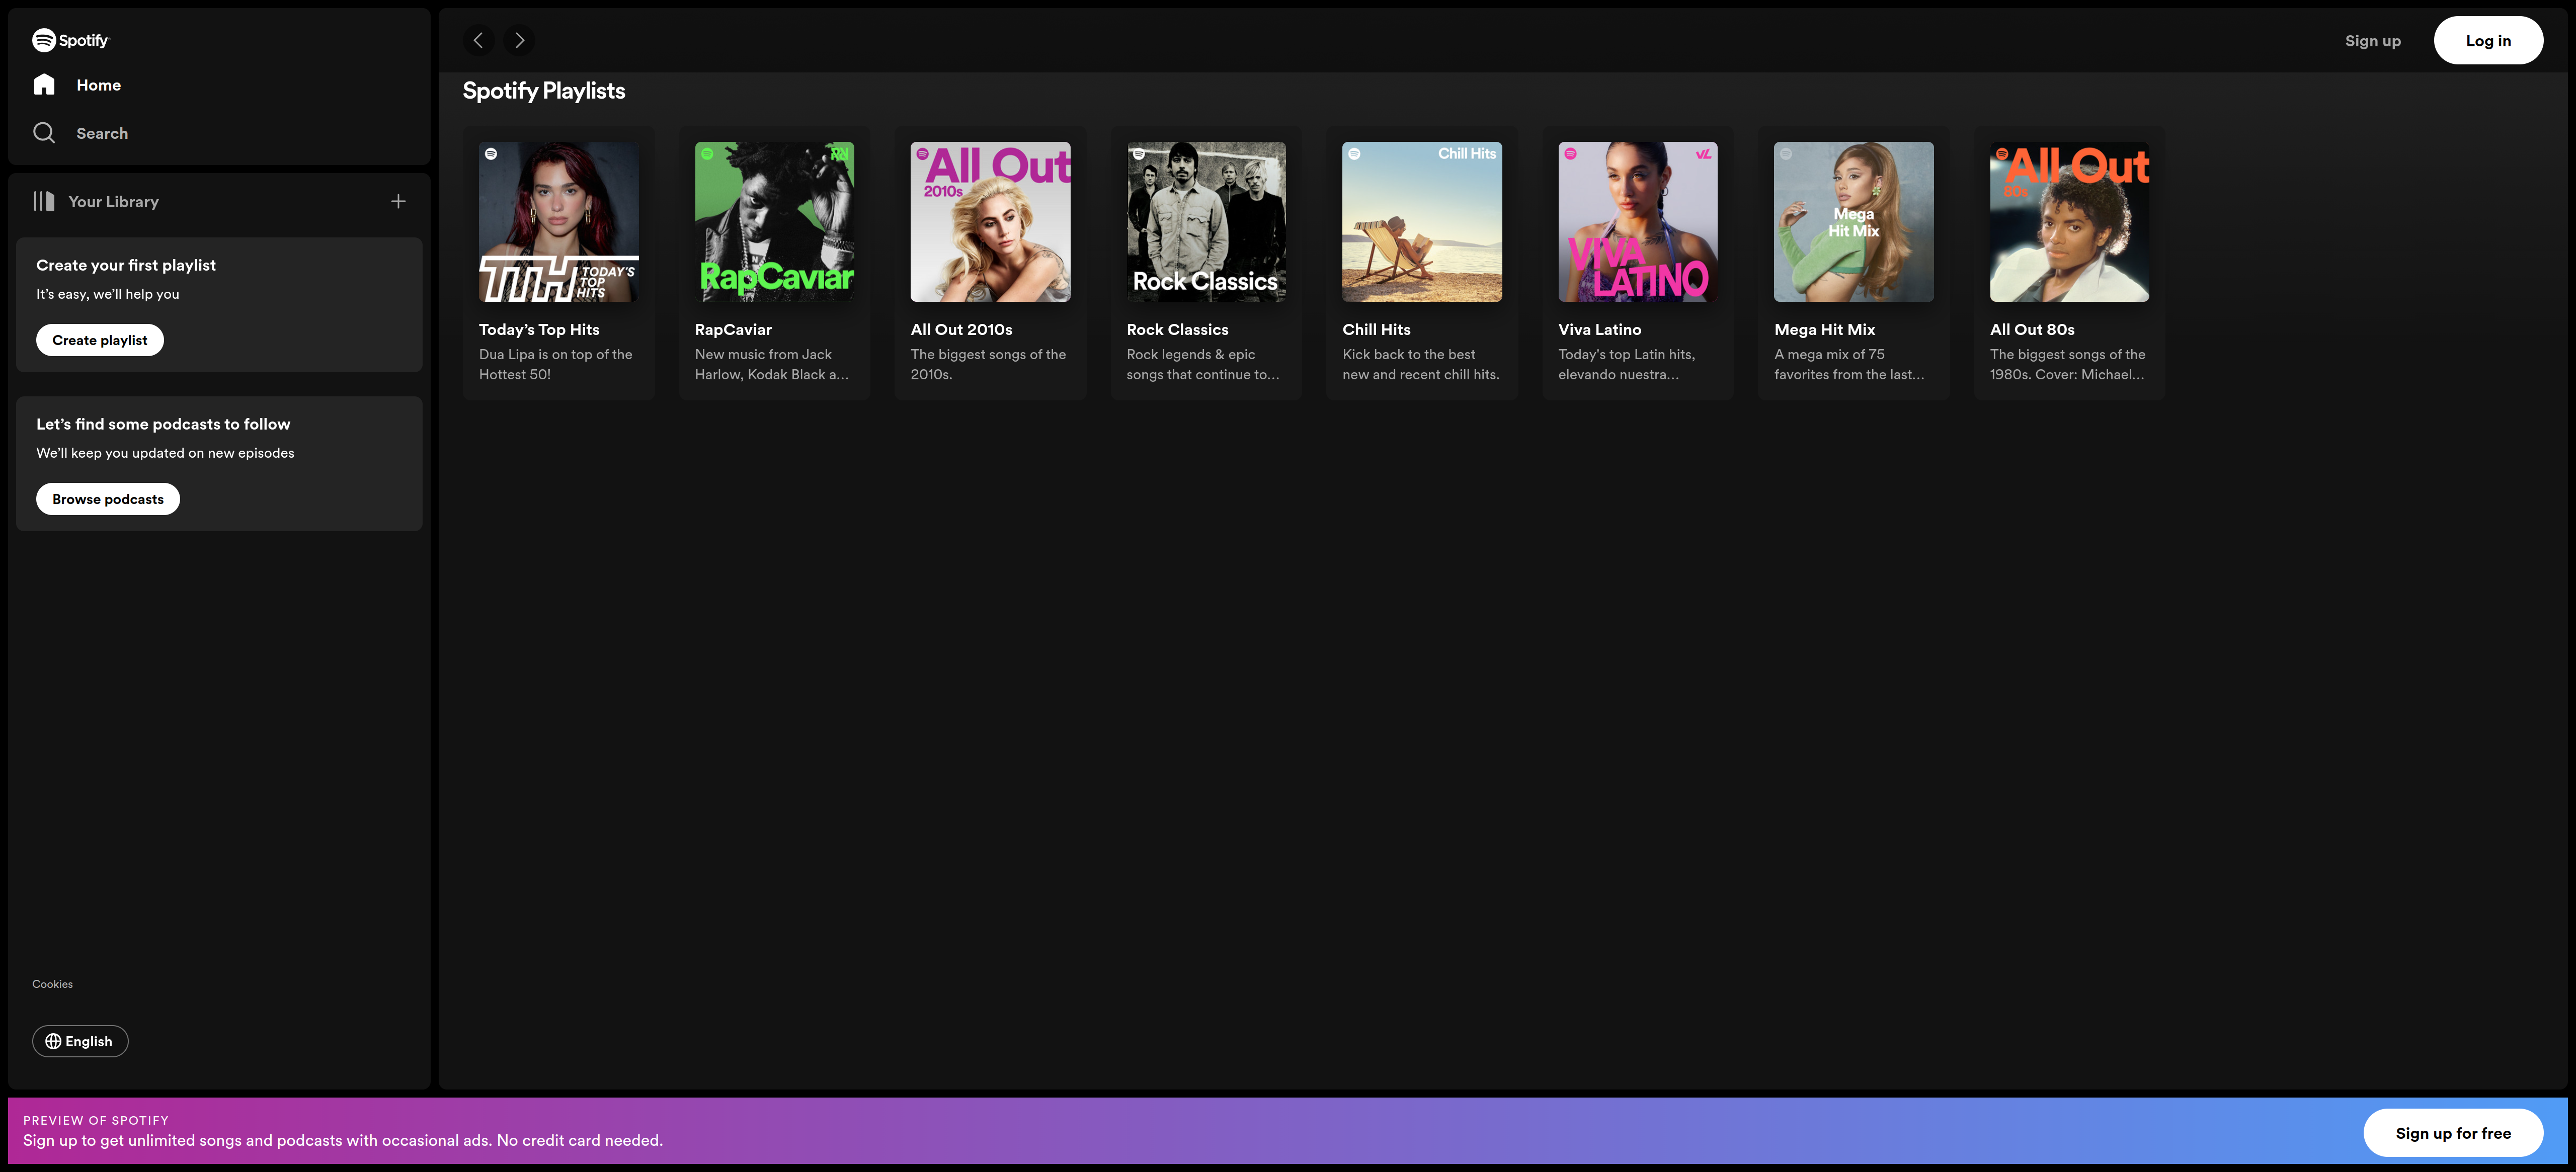 Spotify
Home
Search
Your Library
Create your first playlist
It's easy, we'll help you
Create playlist
Let's find some podcasts to follow
We'll keep you updated on new episodes
Browse podcasts
Cookies
English
Sign up
Log in
Spotify Playlists
TTH TODAY'S
TOP
HITS
Today's Top Hits
Dua Lipa is on top of the
Hottest 50!
RapCaviar
RapCaviar
New music from Jack
Harlow, Kodak Black a...
All Out
2010s
All Out 2010s
The biggest songs of the
2010s.
Rock Classics
Rock Classics
Rock legends & epic
songs that continue to...
Chill Hits
Chill Hits
Kick back to the best
new and recent chill hits.
VL
VIVA
LATINO
Viva Latino
Today's top Latin hits,
elevando nuestra...
Mega
Hit Mix
Mega Hit Mix
A mega mix of 75
favorites from the last...
All Out
80s
All Out 80s
The biggest songs of the
1980s. Cover: Michael...
PREVIEW OF SPOTIFY
Sign up to get unlimited songs and podcasts with occasional ads. No credit card needed.
Sign up for free